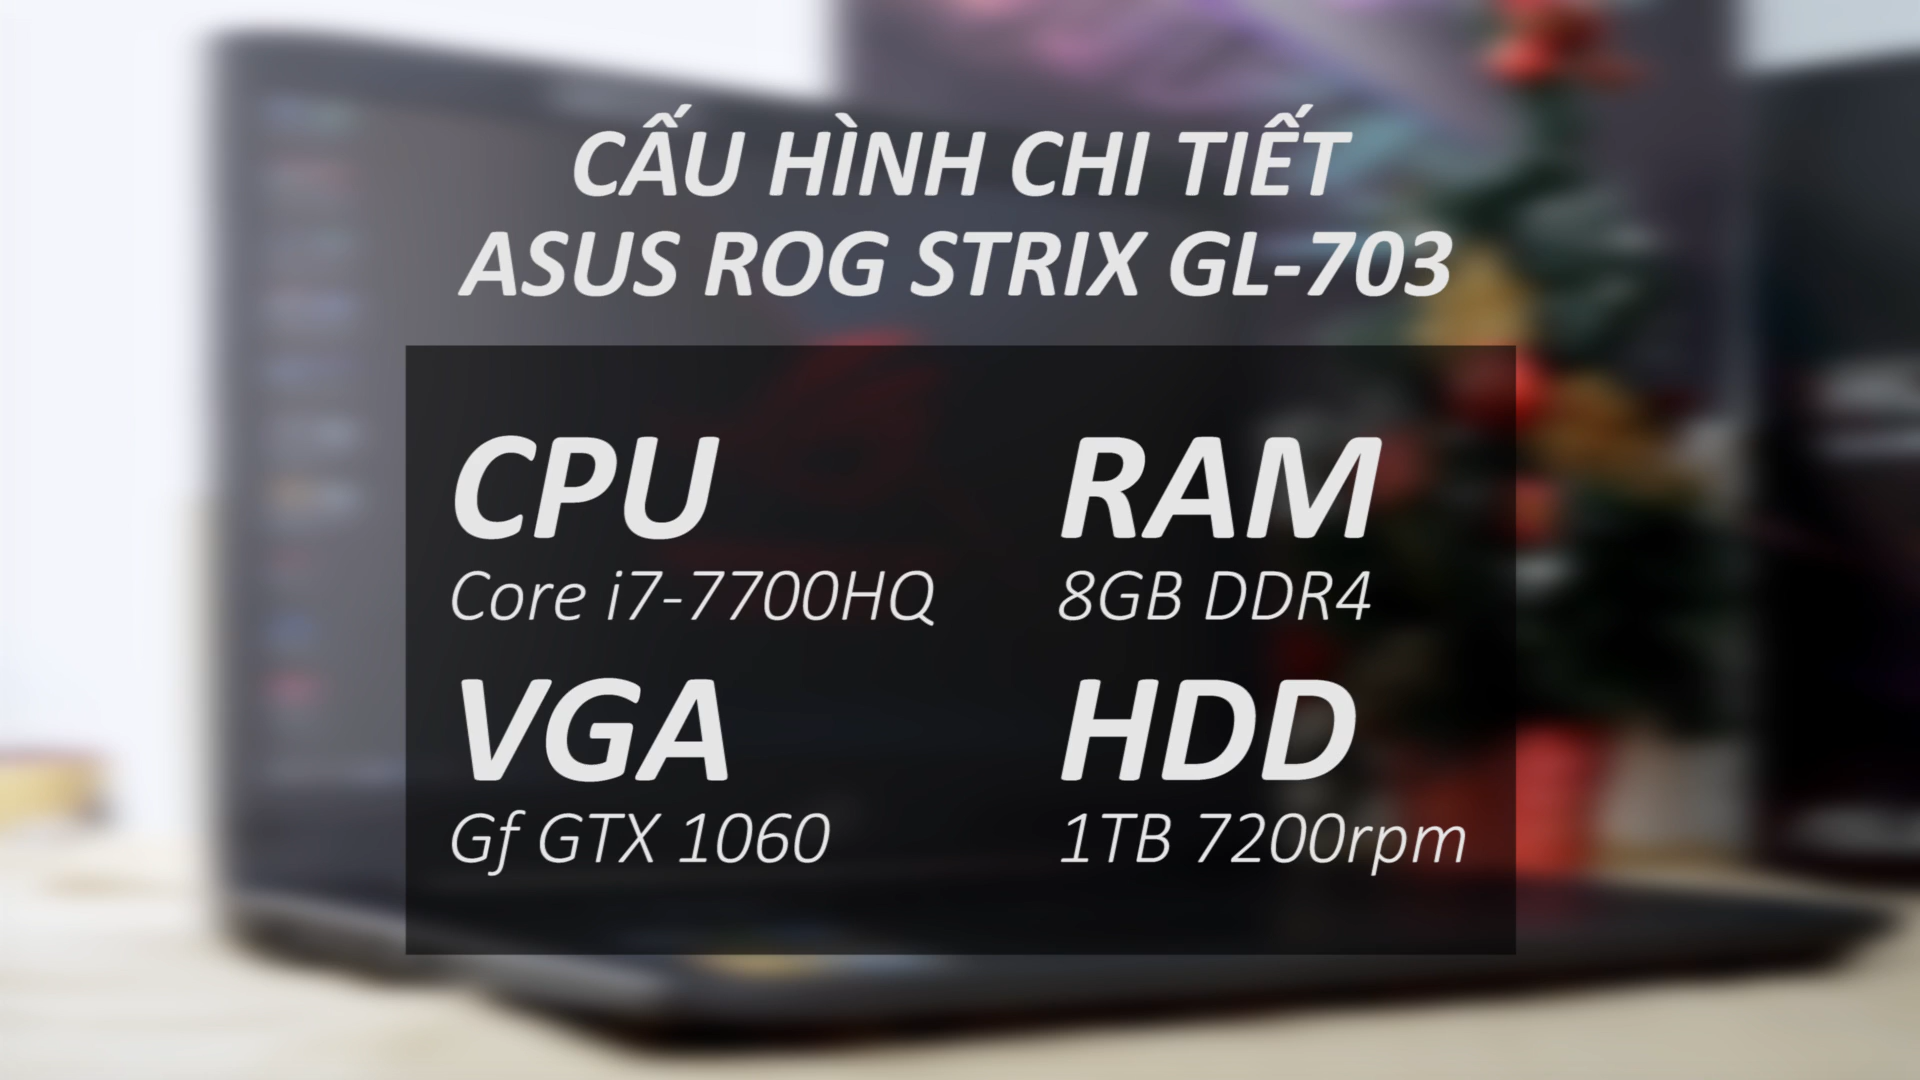 CẤU HÌNH CHI TIẾT
ASUS ROG STRIX GL-703
CPU
Core i7-7700HQ
RAM
8GB DDR4
VGA
Gf GTX 1060
HDD
1TB 7200rpm